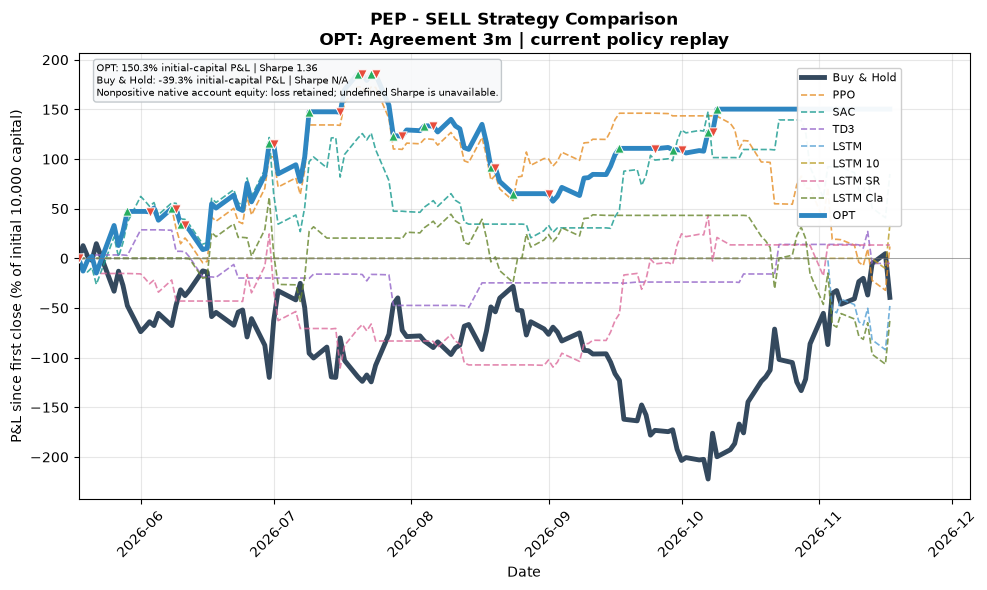 PEP - SELL Strategy Comparison
OPT: Agreement 3m | current policy replay
OPT: 150.3% initial-capital P&L | Sharpe 1.36
Buy & Hold: -39.3% initial-capital P&L | Sharpe N/A
Nonpositive native account equity: loss retained; undefined Sharpe is unavailable.
Buy & Hold
PPO
SAC
TD3
LSTM
LSTM 10
LSTM SR
LSTM Cla
OPT
P&L since first close (% of initial 10,000 capital)
200
150
100
50
0
−50
−100
−150
−200
2026-06
2026-07
2026-08
2026-09
2026-10
2026-11
2026-12
Date